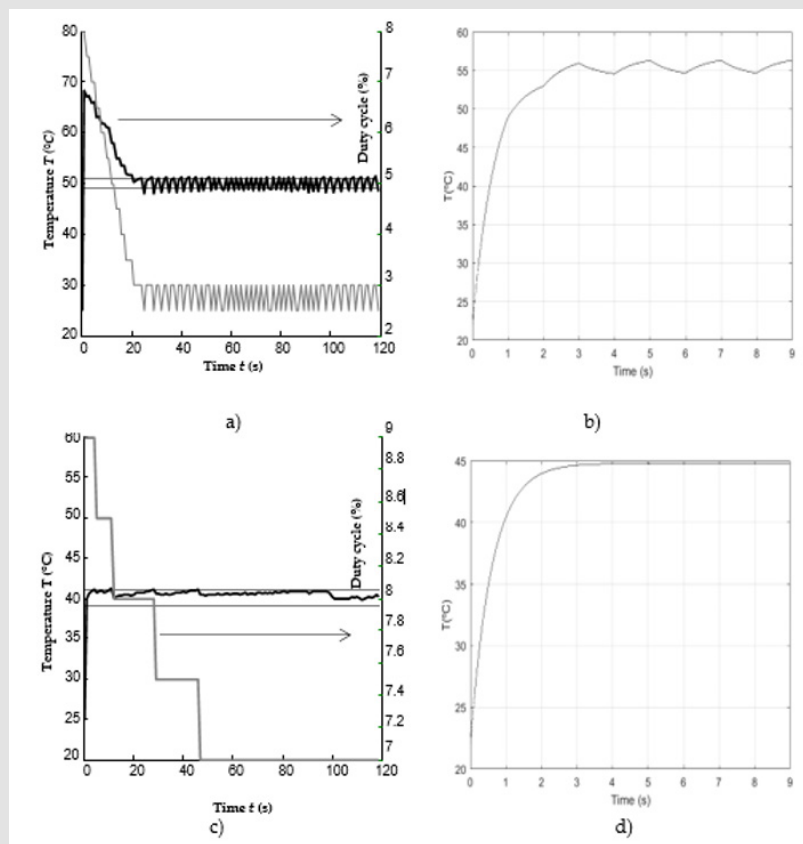 80
70
60
50
40
30
20
Temperature T (°C)
8
7
6
5
4
3
2
Duty cycle (%)
0 20 40 60 80 100 120
Time t (s)
a)
60
55
50
45
40
35
30
25
20
T(°C)
0 1 2 3 4 5 6 7 8 9
Time (s)
b)
60
55
50
45
40
35
30
25
20
Temperature T (°C)
9
8.8
8.6
8.4
8.2
8
7.8
7.6
7.4
7.2
7
Duty cycle (%)
0 20 40 60 80 100 120
Time t (s)
c)
45
40
35
30
25
20
T(°C)
0 1 2 3 4 5 6 7 8 9
Time (s)
d)